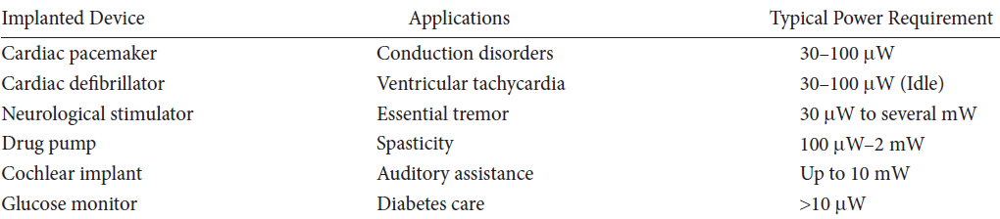 Implanted Device Applications Typical Power Requirement
Cardiac pacemaker Conduction disorders 30–100 μW
Cardiac defibrillator Ventricular tachycardia 30–100 μW (Idle)
Neurological stimulator Essential tremor 30 μW to several mW
Drug pump Spasticity 100 μW–2 mW
Cochlear implant Auditory assistance Up to 10 mW
Glucose monitor Diabetes care >10 μW